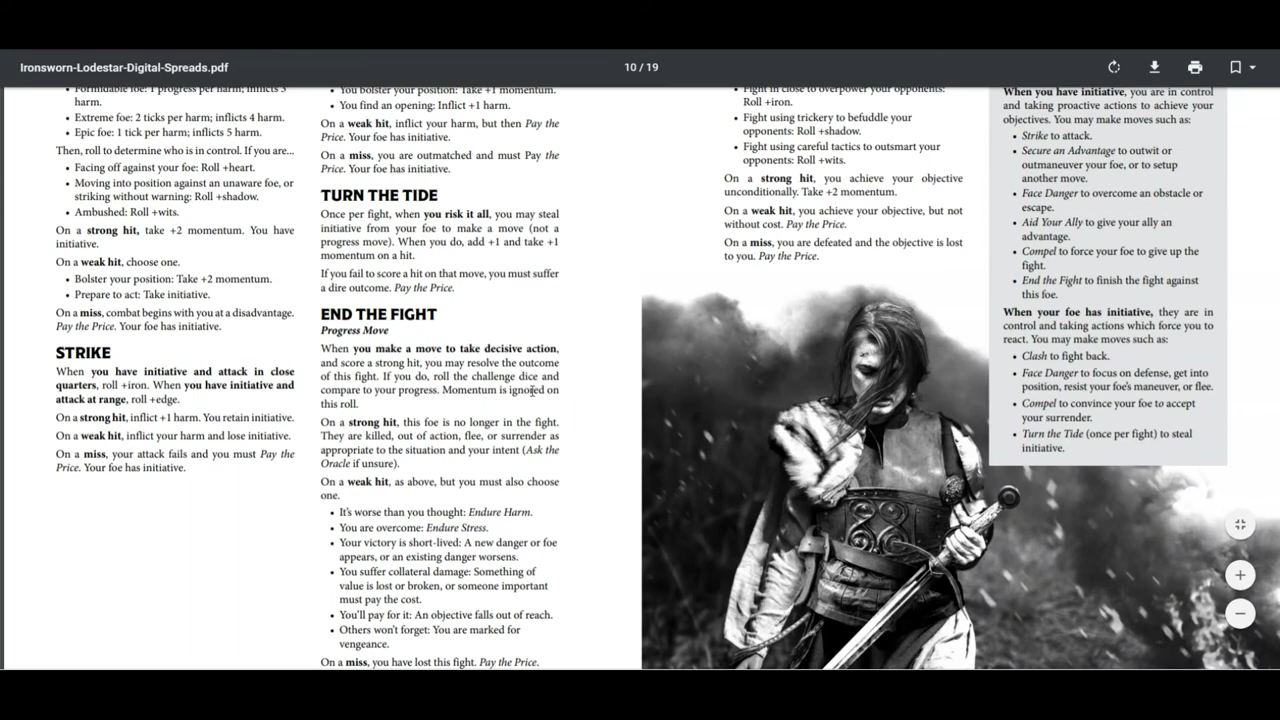 Ironsworn-Lodestar-Digital-Spreads.pdf
10 / 19
• Formidable foe: 1 progress per harm; inflicts 3
harm.
• Extreme foe: 2 ticks per harm; inflicts 4 harm.
• Epic foe: 1 tick per harm; inflicts 5 harm.
Then, roll to determine who is in control. If you are...
• Facing off against your foe: Roll +heart.
• Moving into position against an unaware foe, or
striking without warning: Roll +shadow.
• Ambushed: Roll +wits.
On a strong hit, take +2 momentum. You have
initiative.
On a weak hit, choose one.
• Bolster your position: Take +2 momentum.
• Prepare to act: Take initiative.
On a miss, combat begins with you at a disadvantage.
Pay the Price. Your foe has initiative.
STRIKE
When you have initiative and attack in close
quarters, roll +iron. When you have initiative and
attack at range, roll +edge.
On a strong hit, inflict +1 harm. You retain initiative.
On a weak hit, inflict your harm and lose initiative.
On a miss, your attack fails and you must Pay the
Price. Your foe has initiative.
• You bolster your position: Take +1 momentum.
• You find an opening: Inflict +1 harm.
On a weak hit, inflict your harm, but then Pay the
Price. Your foe has initiative.
On a miss, you are outmatched and must Pay the
Price. Your foe has initiative.
TURN THE TIDE
Once per fight, when you risk it all, you may steal
initiative from your foe to make a move (not a
progress move). When you do, add +1 and take +1
momentum on a hit.
If you fail to score a hit on that move, you must suffer
a dire outcome. Pay the Price.
END THE FIGHT
Progress Move
When you make a move to take decisive action,
and score a strong hit, you may resolve the outcome
of this fight. If you do, roll the challenge dice and
compare to your progress. Momentum is ignored on
this roll.
On a strong hit, this foe is no longer in the fight.
They are killed, out of action, flee, or surrender as
appropriate to the situation and your intent (Ask the
Oracle if unsure).
On a weak hit, as above, but you must also choose
one.
• It's worse than you thought: Endure Harm.
• You are overcome: Endure Stress.
• Your victory is short-lived: A new danger or foe
appears, or an existing danger worsens.
• You suffer collateral damage: Something of
value is lost or broken, or someone important
must pay the cost.
• You'll pay for it: An objective falls out of reach.
• Others won't forget: You are marked for
vengeance.
On a miss, you have lost this fight. Pay the Price.
• Fight in close to overpower your opponents:
Roll +iron.
• Fight using trickery to befuddle your
opponents: Roll +shadow.
• Fight using careful tactics to outsmart your
opponents: Roll +wits.
On a strong hit, you achieve your objective
unconditionally. Take +2 momentum.
On a weak hit, you achieve your objective, but not
without cost. Pay the Price.
On a miss, you are defeated and the objective is lost
to you. Pay the Price.
When you have initiative, you are in control
and taking proactive actions to achieve your
objectives. You may make moves such as:
• Strike to attack.
• Secure an Advantage to outwit or
outmaneuver your foe, or to setup
another move.
• Face Danger to overcome an obstacle or
escape.
• Aid Your Ally to give your ally an
advantage.
• Compel to force your foe to give up the
fight.
• End the Fight to finish the fight against
this foe.
When your foe has initiative, they are in
control and taking actions which force you to
react. You may make moves such as:
• Clash to fight back.
• Face Danger to focus on defense, get into
position, resist your foe's maneuver, or flee.
• Compel to convince your foe to accept
your surrender.
• Turn the Tide (once per fight) to steal
initiative.